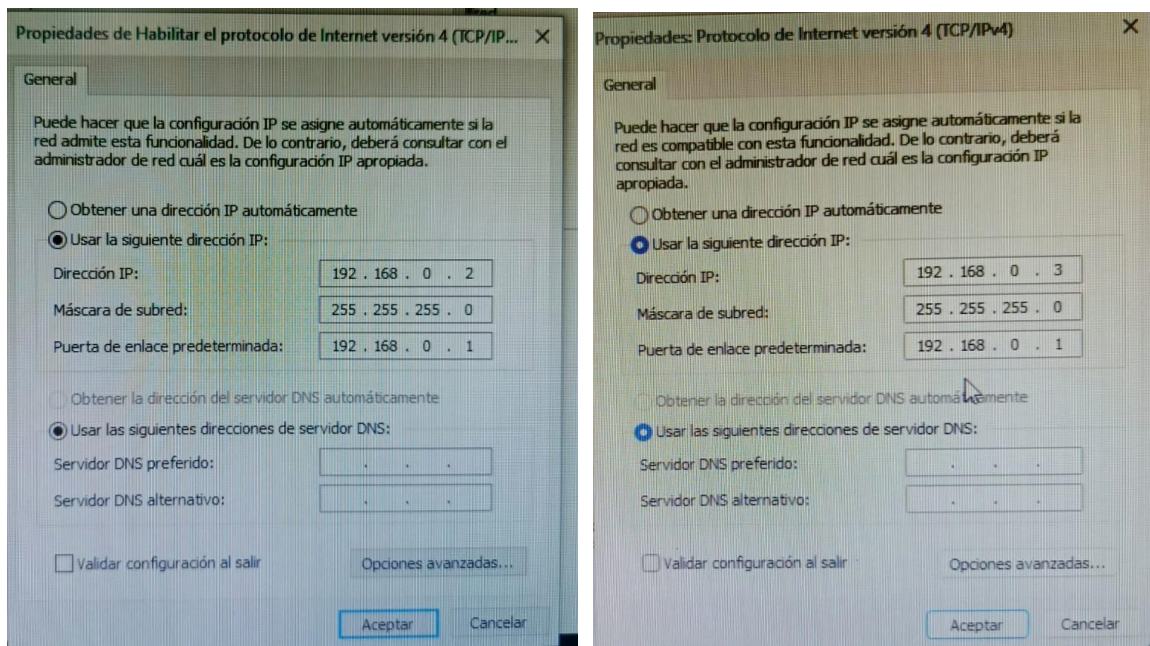 Propiedades de Habilitar el protocolo de Internet versión 4 (TCP/IP...
General
Puede hacer que la configuración IP se asigne automáticamente si la
red admite esta funcionalidad. De lo contrario, deberá consultar con el
administrador de red cuál es la configuración IP apropiada.
Obtener una dirección IP automáticamente
Usar la siguiente dirección IP:
Dirección IP: 192 . 168 . 0 . 2
Máscara de subred: 255 . 255 . 255 . 0
Puerta de enlace predeterminada: 192 . 168 . 0 . 1
Obtener la dirección del servidor DNS automáticamente
Usar las siguientes direcciones de servidor DNS:
Servidor DNS preferido: . . .
Servidor DNS alternativo: . . .
Validar configuración al salir
Opciones avanzadas...
Aceptar Cancelar
Propiedades: Protocolo de Internet versión 4 (TCP/IPv4)
General
Puede hacer que la configuración IP se asigne automáticamente si la
red es compatible con esta funcionalidad. De lo contrario, deberá
consultar con el administrador de red cuál es la configuración IP
apropiada.
Obtener una dirección IP automáticamente
Usar la siguiente dirección IP:
Dirección IP: 192 . 168 . 0 . 3
Máscara de subred: 255 . 255 . 255 . 0
Puerta de enlace predeterminada: 192 . 168 . 0 . 1
Obtener la dirección del servidor DNS automáticamente
Usar las siguientes direcciones de servidor DNS:
Servidor DNS preferido: . . .
Servidor DNS alternativo: . . .
Validar configuración al salir
Opciones avanzadas...
Aceptar Cancelar